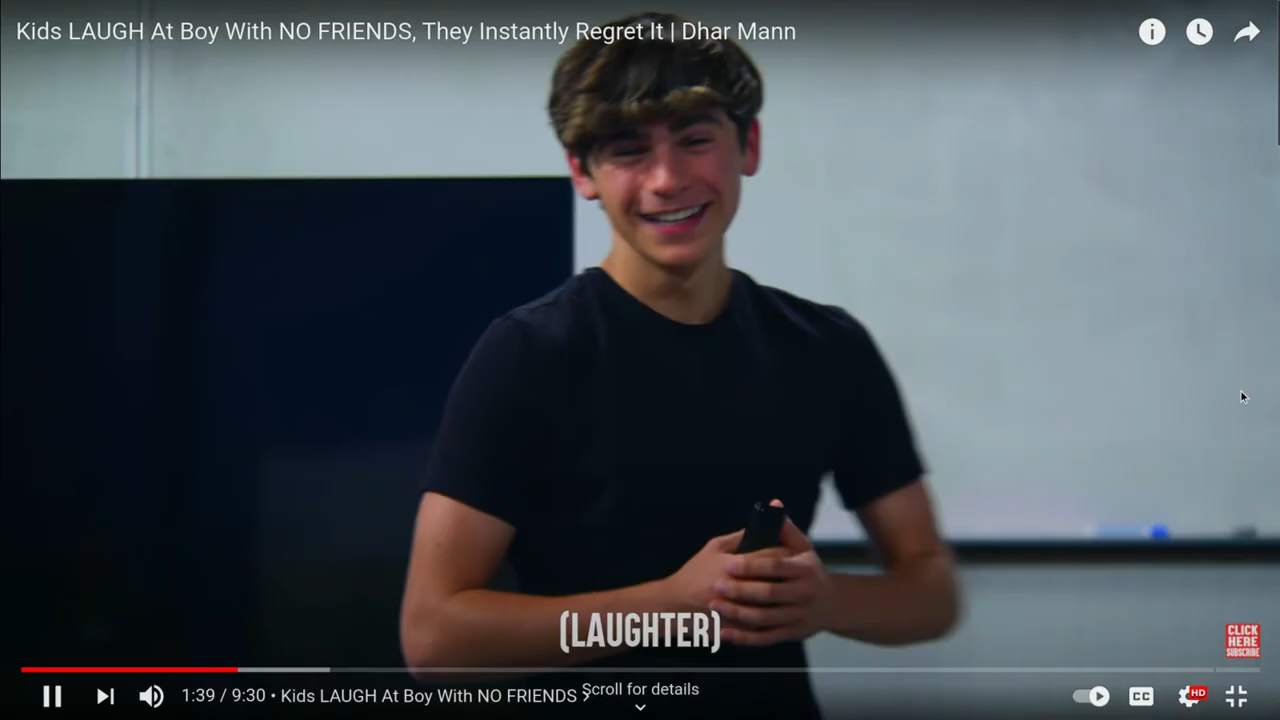 Kids LAUGH At Boy With NO FRIENDS, They Instantly Regret It | Dhar Mann
(LAUGHTER)
CLICK
HERE
SUBSCRIBE
1:39 / 9:30 • Kids LAUGH At Boy With NO FRIENDS
Scroll for details
CC
HD